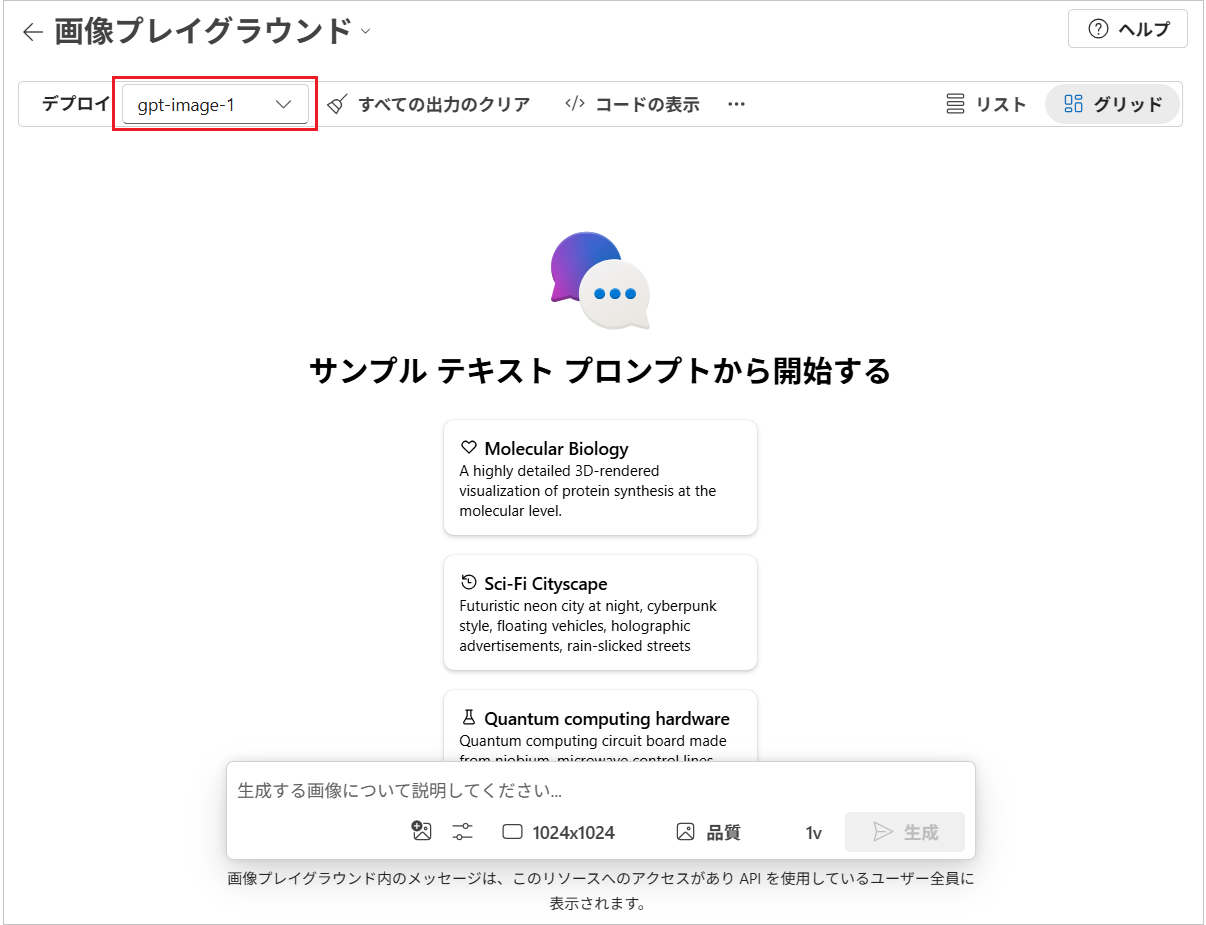 画像プレイグラウンド
ヘルプ
デプロイ
gpt-image-1
すべての出力のクリア
コードの表示
リスト
グリッド
サンプル テキスト プロンプトから開始する
Molecular Biology
A highly detailed 3D-rendered
visualization of protein synthesis at the
molecular level.
Sci-Fi Cityscape
Futuristic neon city at night, cyberpunk
style, floating vehicles, holographic
advertisements, rain-slicked streets
Quantum computing hardware
Quantum computing circuit board made
from niobium, microwave control lines
生成する画像について説明してください...
1024x1024
品質
1v
生成
画像プレイグラウンド内のメッセージは、このリソースへのアクセスがあり API を使用しているユーザー全員に
表示されます。